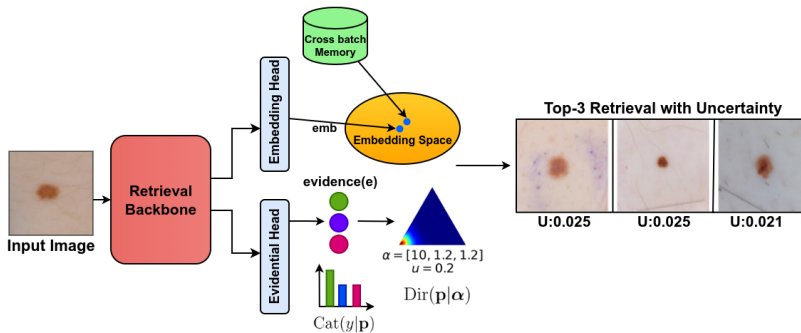 Cross batch
Memory
Embedding Head
emb
Embedding Space
Top-3 Retrieval with Uncertainty
U:0.025
U:0.025
U:0.021
Input Image
Retrieval
Backbone
Evidential Head
evidence(e)
α = [10, 1.2, 1.2]
u = 0.2
Cat(y|p)
Dir(p|α)